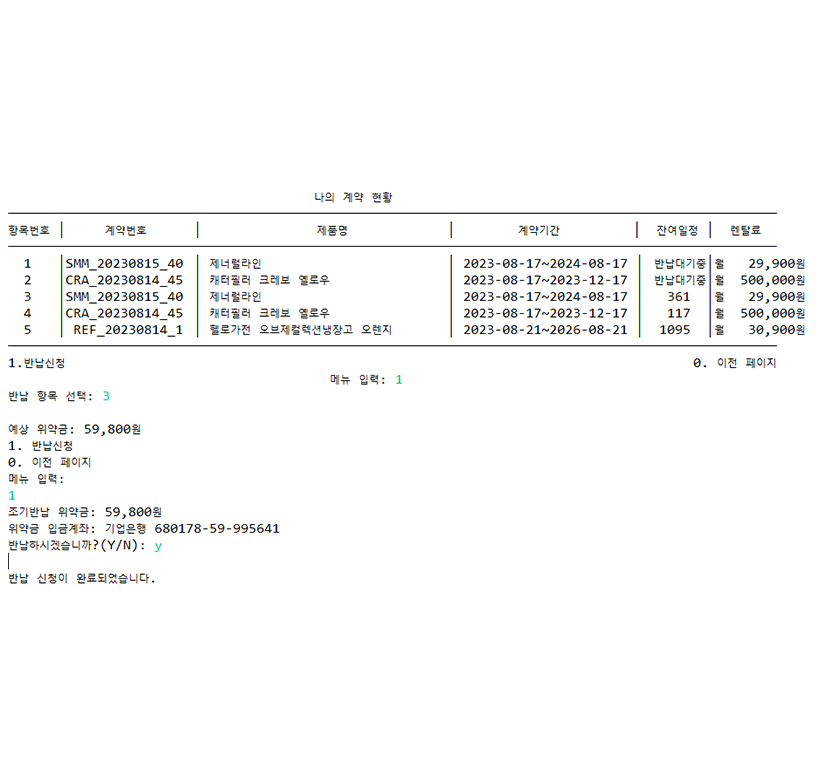 나의 계약 현황
항목번호 | 계약번호 | 제품명 | 계약기간 | 잔여일정 | 렌탈료
1 |SMM_20230815_40 | 제너럴라인 | 2023-08-17~2024-08-17 | 반납대기중|월 29,900원
2 |CRA_20230814_45 | 캐터필러 크레보 옐로우 | 2023-08-17~2023-12-17 | 반납대기중|월 500,000원
3 |SMM_20230815_40 | 제너럴라인 | 2023-08-17~2024-08-17 | 361 |월 29,900원
4 |CRA_20230814_45 | 캐터필러 크레보 옐로우 | 2023-08-17~2023-12-17 | 117 |월 500,000원
5 | REF_20230814_1 | 헬로가전 오브제컬렉션냉장고 오렌지 | 2023-08-21~2026-08-21 | 1095 |월 30,900원
1.반납신청 0. 이전 페이지
메뉴 입력: 1
반납 항목 선택: 3
예상 위약금: 59,800원
1. 반납신청
0. 이전 페이지
메뉴 입력:
1
조기반납 위약금: 59,800원
위약금 입금계좌: 기업은행 680178-59-995641
반납하시겠습니까?(Y/N): y
반납 신청이 완료되었습니다.